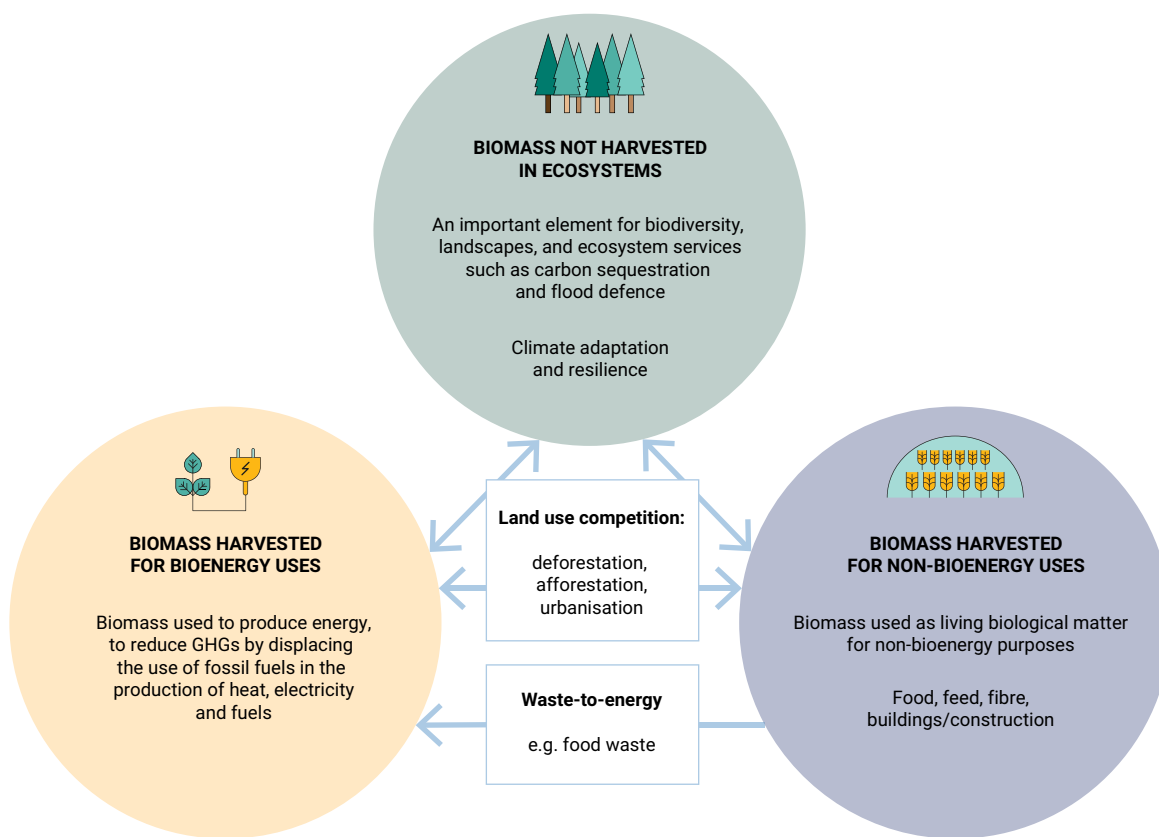 BIOMASS NOT HARVESTED
IN ECOSYSTEMS
An important element for biodiversity,
landscapes, and ecosystem services
such as carbon sequestration
and flood defence
Climate adaptation
and resilience
BIOMASS HARVESTED
FOR BIOENERGY USES
Biomass used to produce energy,
to reduce GHGs by displacing
the use of fossil fuels in the
production of heat, electricity
and fuels
Land use competition:
deforestation,
afforestation,
urbanisation
Waste-to-energy
e.g. food waste
BIOMASS HARVESTED
FOR NON-BIOENERGY USES
Biomass used as living biological matter
for non-bioenergy purposes
Food, feed, fibre,
buildings/construction